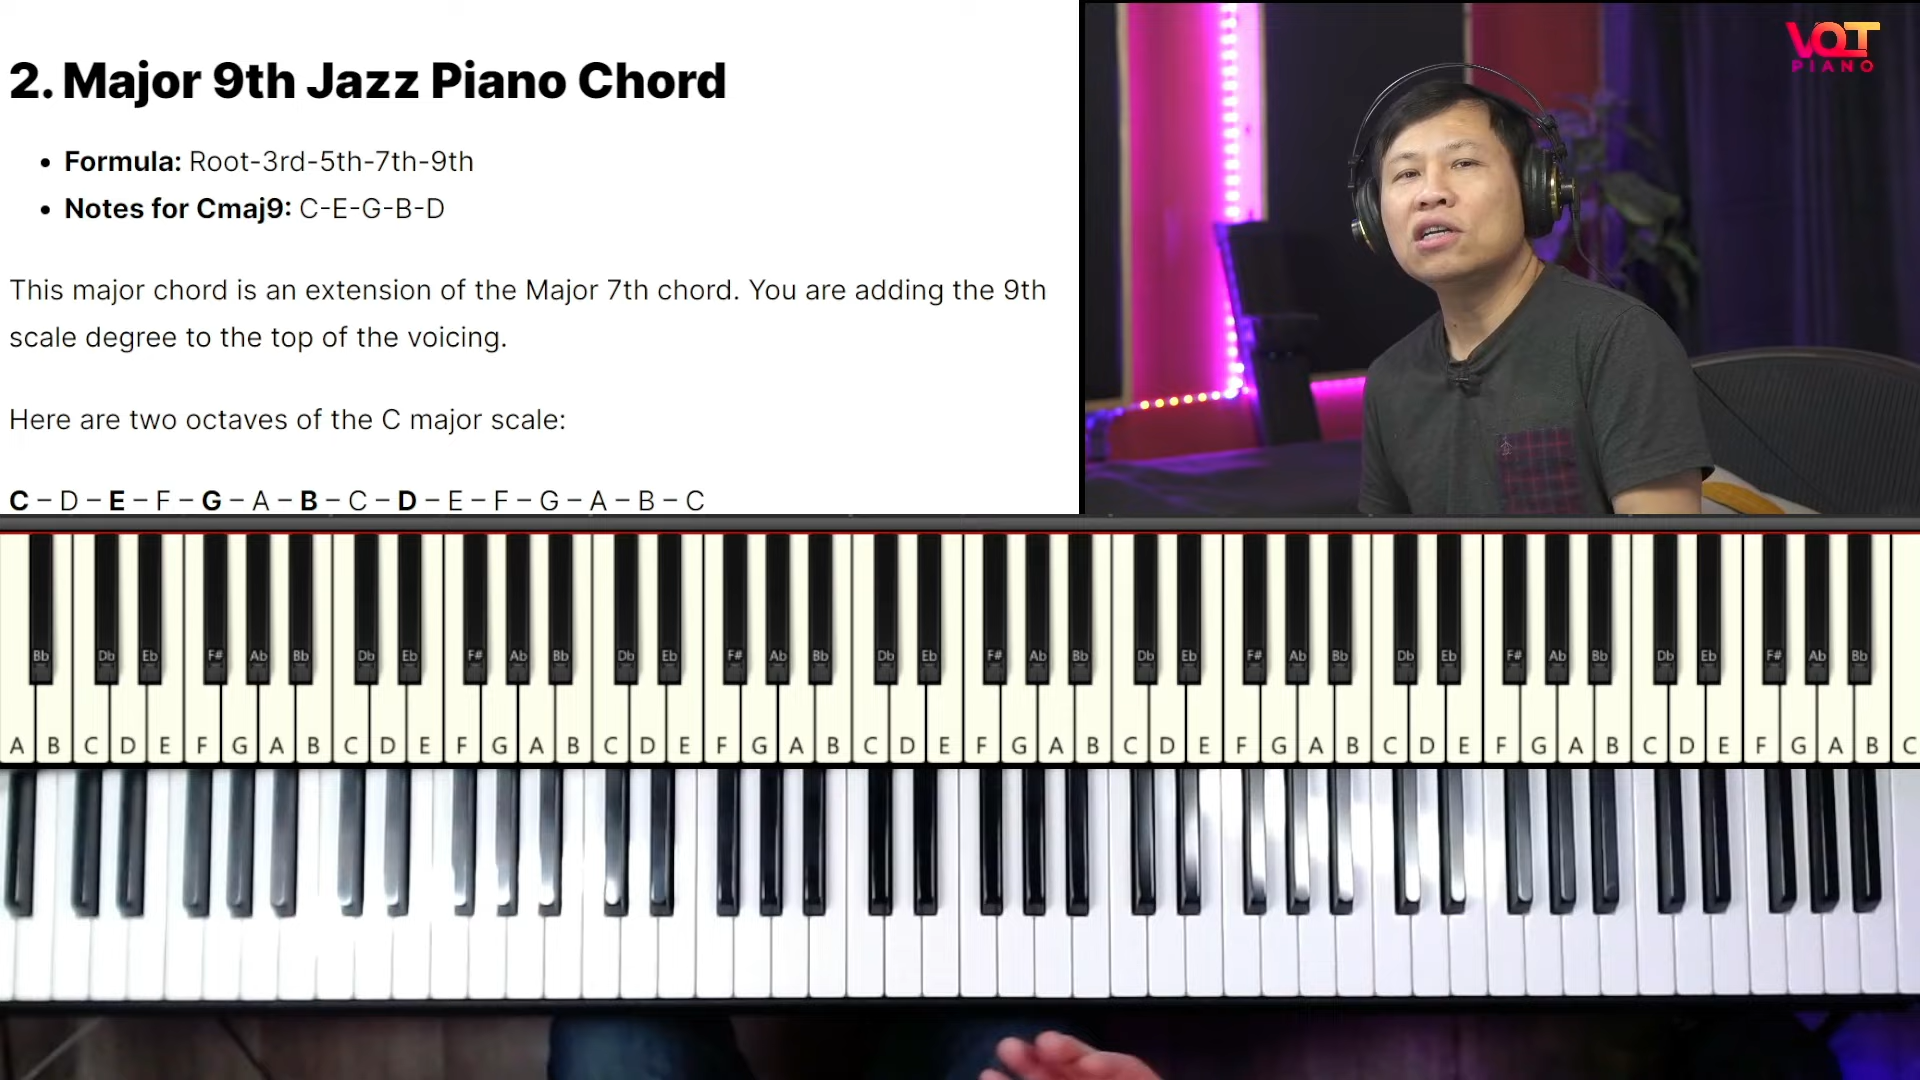 2. Major 9th Jazz Piano Chord
• Formula: Root-3rd-5th-7th-9th
• Notes for Cmaj9: C-E-G-B-D
This major chord is an extension of the Major 7th chord. You are adding the 9th
scale degree to the top of the voicing.
Here are two octaves of the C major scale:
C – D – E – F – G – A – B – C – D – E – F – G – A – B – C
VQT
PIANO
Bb Db Eb F# Ab Bb Db Eb F# Ab Bb Db Eb F# Ab Bb Db Eb F# Ab Bb Db Eb F# Ab Bb Db Eb F# Ab Bb Db Eb F# Ab Bb
A B C D E F G A B C D E F G A B C D E F G A B C D E F G A B C D E F G A B C D E F G A B C D E F G A B C